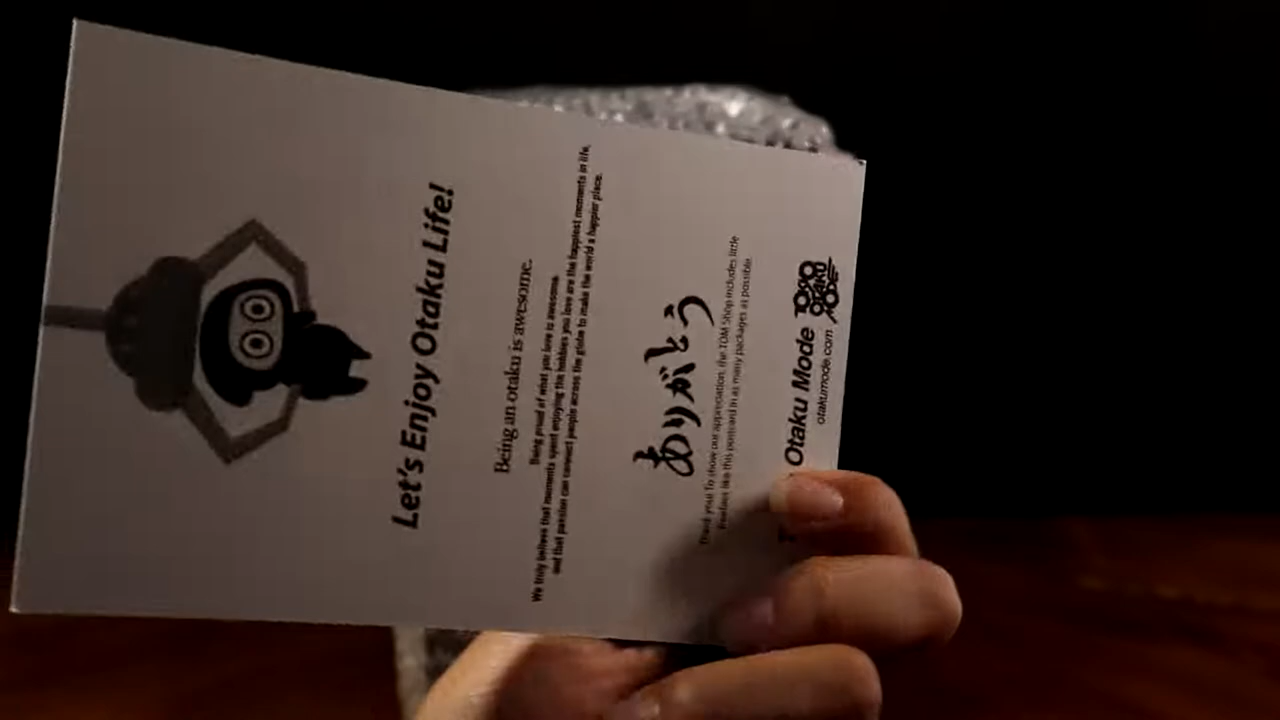 Let's Enjoy Otaku Life!
Being an otaku is awesome.
Being proud of what you love is awesome.
We truly believe that moments spent enjoying the hobbies you love are the happiest moments in life,
and that passion can connect people across the globe to make the world a happier place.
ありがとう
Thank you! To show our appreciation, the TOM Shop includes little
freebies like this postcard in as many packages as possible.
Otaku Mode
otakumode.com
TOKYO
OTAKU
MODE